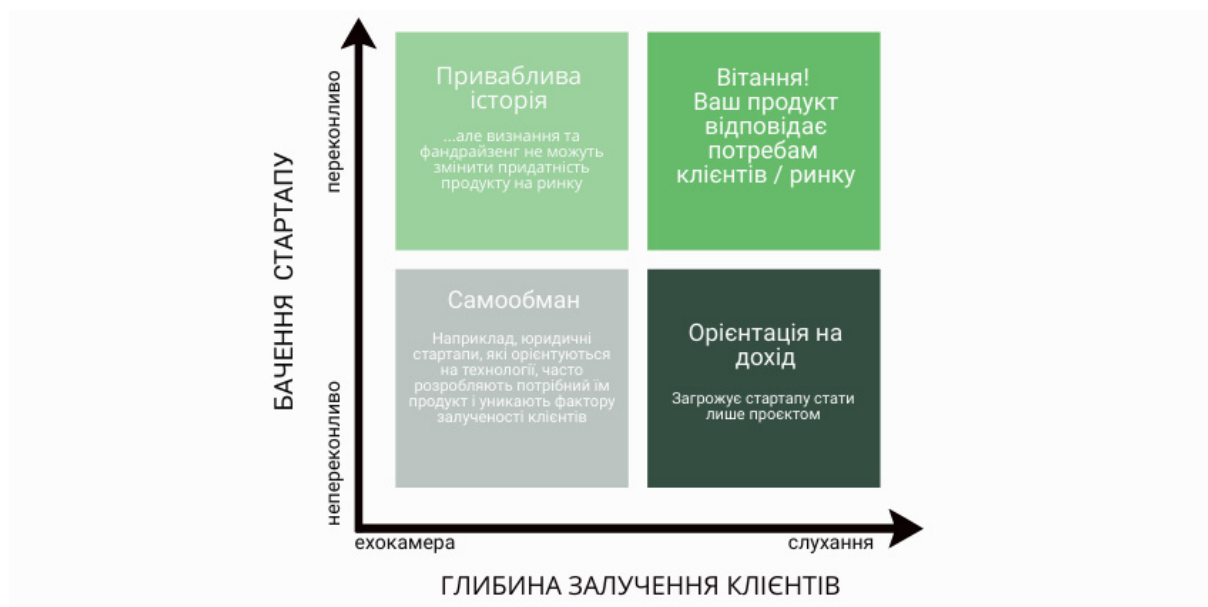 БАЧЕННЯ СТАРТАПУ
переконливо
непереконливо
Приваблива
історія
...але визнання та
фандрайзенг не можуть
змінити придатність
продукту на ринку
Вітання!
Ваш продукт
відповідає
потребам
клієнтів / ринку
Самообман
Наприклад, юридичні
стартапи, які орієнтуються
на технології, часто
розробляють потрібний їм
продукт і уникають фактору
залученості клієнтів
Орієнтація на
дохід
Загрожує стартапу стати
лише проєктом
ехокамера
слухання
ГЛИБИНА ЗАЛУЧЕННЯ КЛІЄНТІВ